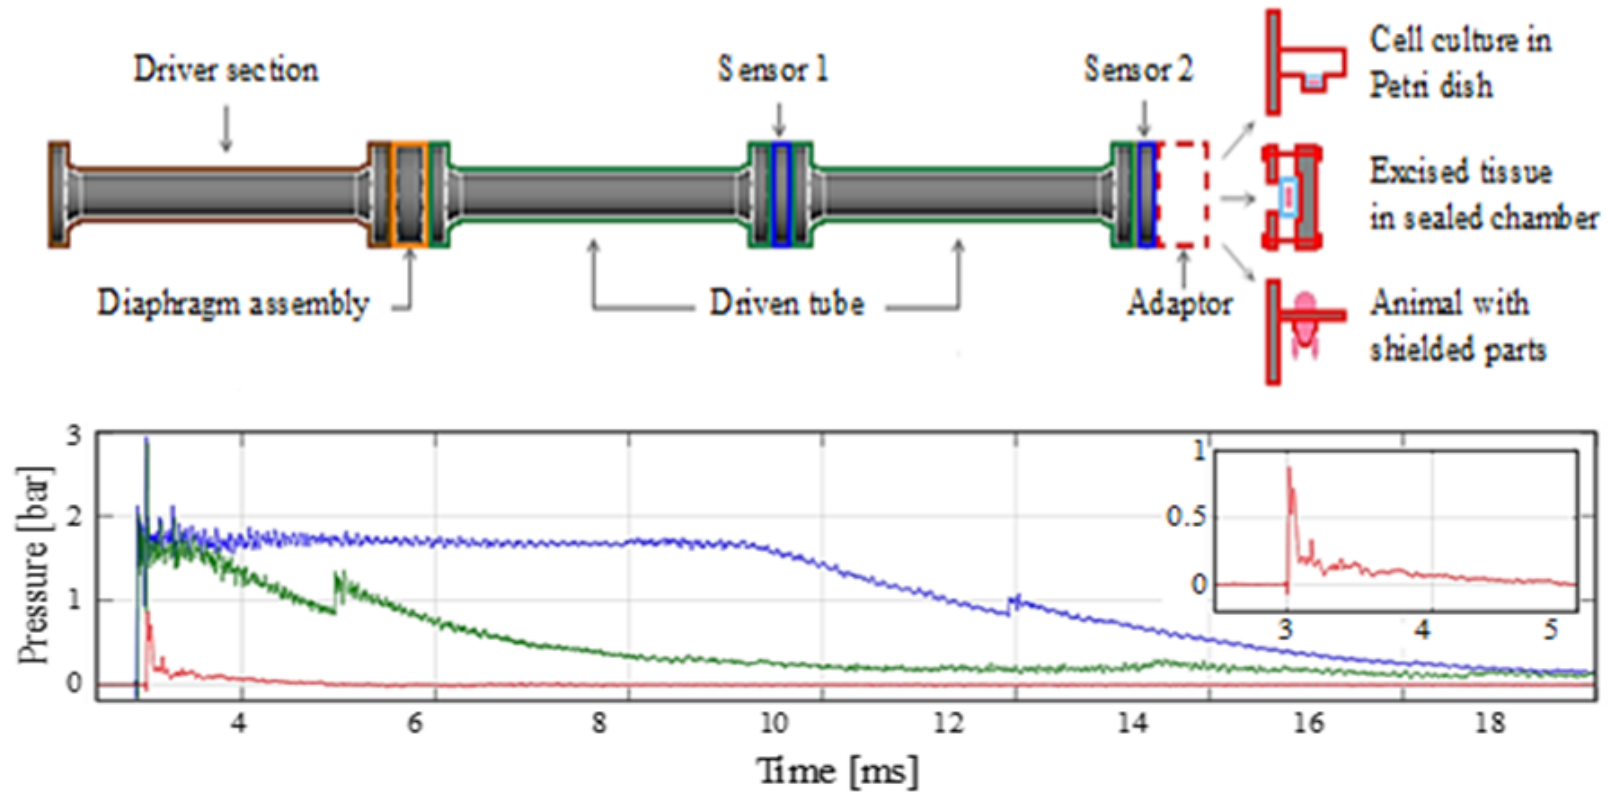 Driver section
Sensor 1
Sensor 2
Cell culture in
Petri dish
Excised tissue
in sealed chamber
Diaphragm assembly
Driven tube
Adaptor
Animal with
shielded parts
Pressure [bar]
3
2
1
0
4
6
8
10
12
14
16
18
Time [ms]
1
0.5
0
3
4
5